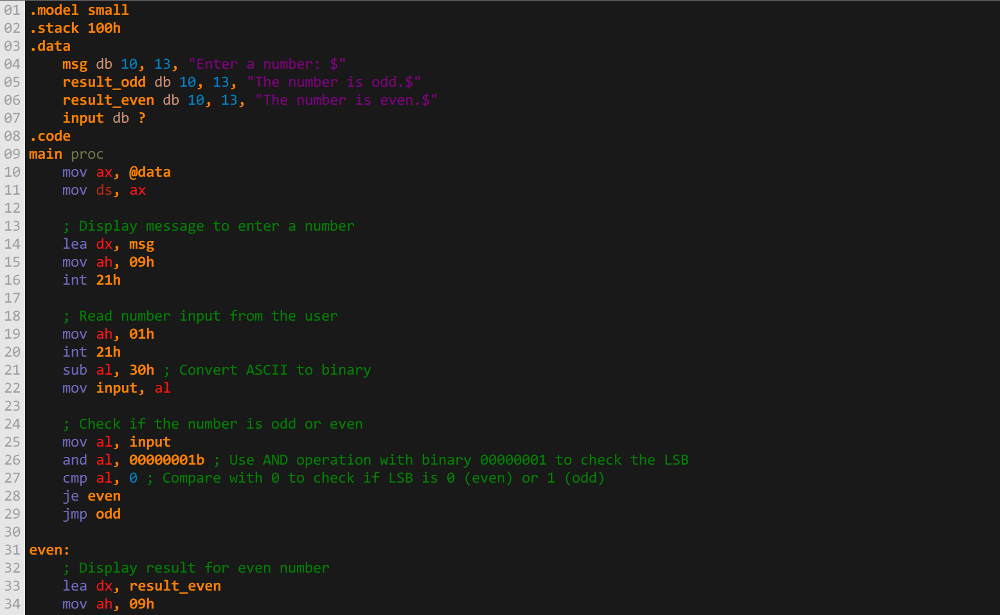 01 .model small
02 .stack 100h
03 .data
04     msg db 10, 13, "Enter a number: $"
05     result_odd db 10, 13, "The number is odd.$"
06     result_even db 10, 13, "The number is even.$"
07     input db ?
08 .code
09 main proc
10     mov ax, @data
11     mov ds, ax
12
13     ; Display message to enter a number
14     lea dx, msg
15     mov ah, 09h
16     int 21h
17
18     ; Read number input from the user
19     mov ah, 01h
20     int 21h
21     sub al, 30h ; Convert ASCII to binary
22     mov input, al
23
24     ; Check if the number is odd or even
25     mov al, input
26     and al, 00000001b ; Use AND operation with binary 00000001 to check the LSB
27     cmp al, 0 ; Compare with 0 to check if LSB is 0 (even) or 1 (odd)
28     je even
29     jmp odd
30
31 even:
32     ; Display result for even number
33     lea dx, result_even
34     mov ah, 09h